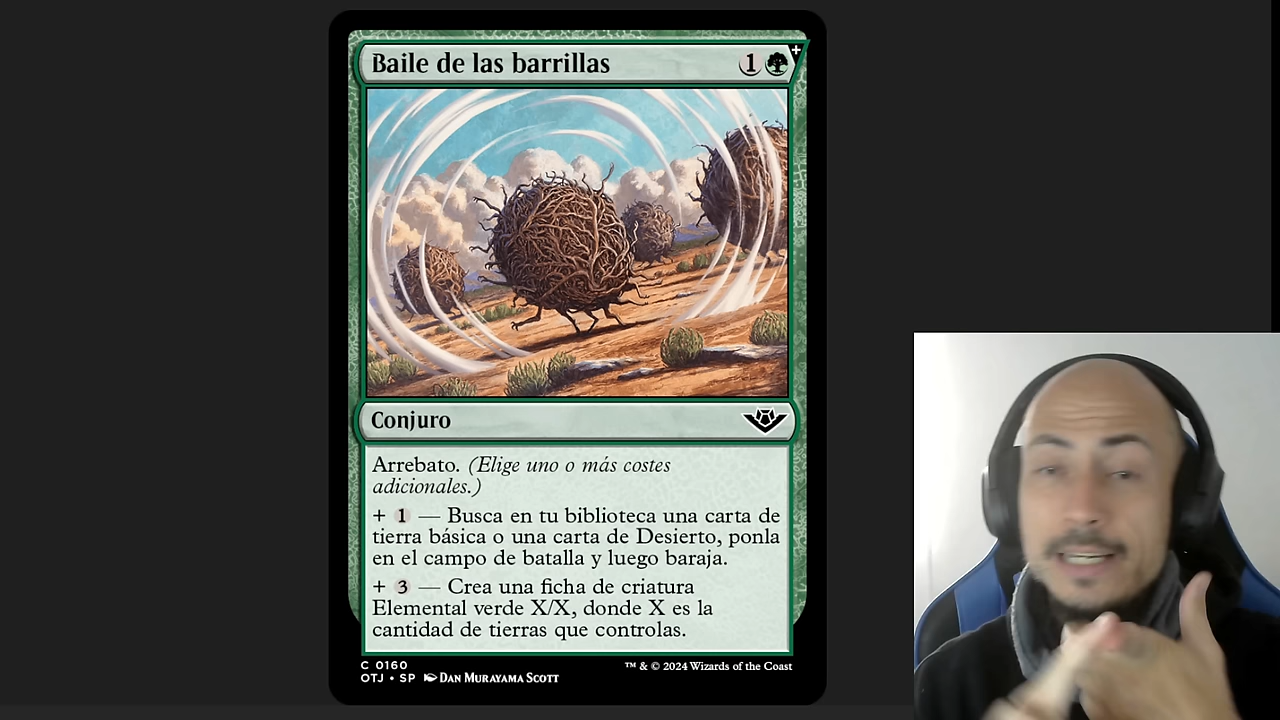 Baile de las barrillas
1
Conjuro
Arrebato. (Elige uno o más costes
adicionales.)
+ 1 — Busca en tu biblioteca una carta de
tierra básica o una carta de Desierto, ponla
en el campo de batalla y luego baraja.
+ 3 — Crea una ficha de criatura
Elemental verde X/X, donde X es la
cantidad de tierras que controlas.
C 0160
™ & © 2024 Wizards of the Coast
OTJ • SP Dan Murayama Scott